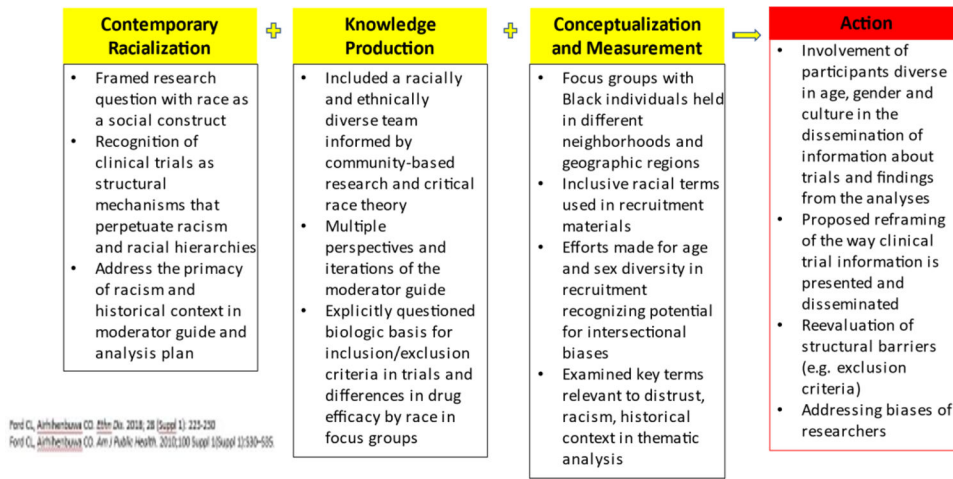 Contemporary
Racialization
+
Knowledge
Production
+
Conceptualization
and Measurement
Action
• Framed research
question with race as
a social construct
• Recognition of
clinical trials as
structural
mechanisms that
perpetuate racism
and racial hierarchies
• Address the primacy
of racism and
historical context in
moderator guide and
analysis plan
• Included a racially
and ethnically
diverse team
informed by
community-based
research and critical
race theory
• Multiple
perspectives and
iterations of the
moderator guide
• Explicitly questioned
biologic basis for
inclusion/exclusion
criteria in trials and
differences in drug
efficacy by race in
focus groups
• Focus groups with
Black individuals held
in different
neighborhoods and
geographic regions
• Inclusive racial terms
used in recruitment
materials
• Efforts made for age
and sex diversity in
recruitment
recognizing potential
for intersectional
biases
• Examined key terms
relevant to distrust,
racism, historical
context in thematic
analysis
• Involvement of
participants diverse
in age, gender and
culture in the
dissemination of
information about
trials and findings
from the analyses
• Proposed reframing
of the way clinical
trial information is
presented and
disseminated
• Reevaluation of
structural barriers
(e.g. exclusion
criteria)
• Addressing biases of
researchers
Ford CL, Airhihenbuwa CO. Ethn Dis. 2018; 28 (Suppl 1): 223-230
Ford CL, Airhihenbuwa CO. Am J Public Health. 2010;100 Suppl 1(Suppl 1):S30–S35.